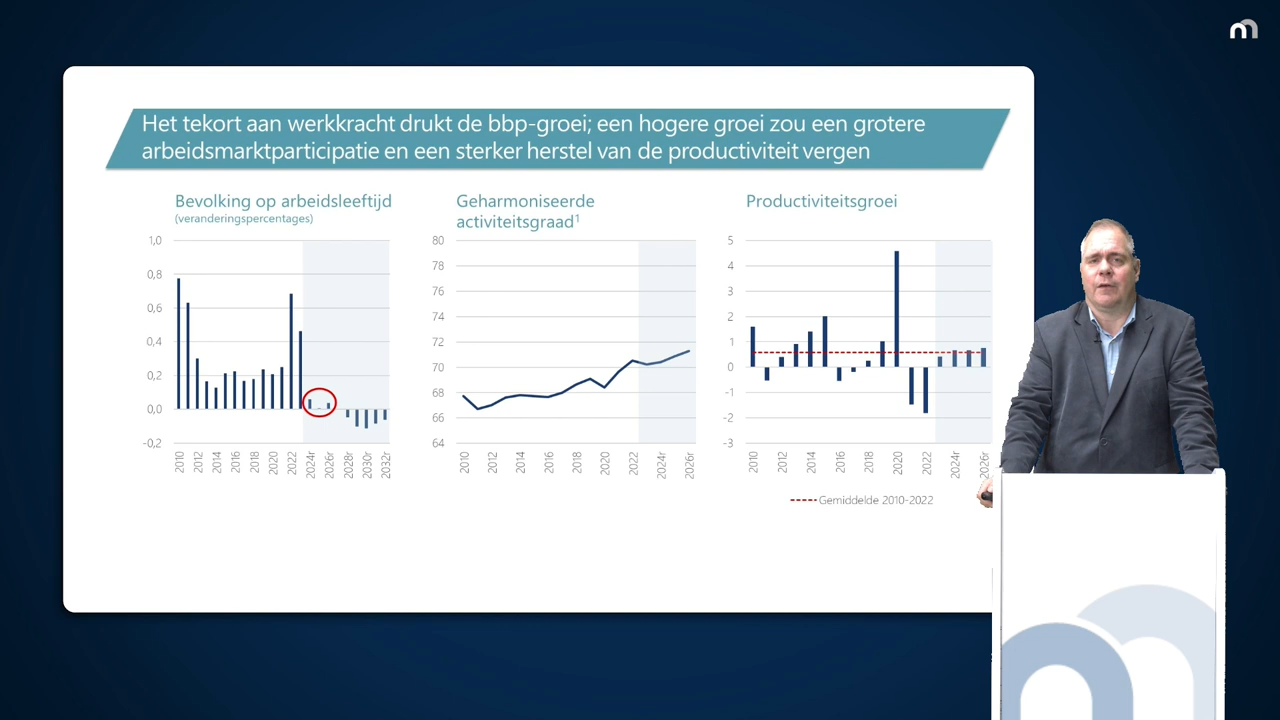 Het tekort aan werkkracht drukt de bbp-groei; een hogere groei zou een grotere
arbeidsmarktparticipatie en een sterker herstel van de productiviteit vergen
Bevolking op arbeidsleeftijd
(veranderingspercentages)
1,0
0,8
0,6
0,4
0,2
0,0
-0,2
2010
2012
2014
2016
2018
2020
2022
2024r
2026r
2028r
2030r
2032r
Geharmoniseerde
activiteitsgraad¹
80
78
76
74
72
70
68
66
64
2010
2012
2014
2016
2018
2020
2022
2024r
2026r
Productiviteitsgroei
5
4
3
2
1
0
-1
-2
-3
2010
2012
2014
2016
2018
2020
2022
2024r
2026r
Gemiddelde 2010-2022